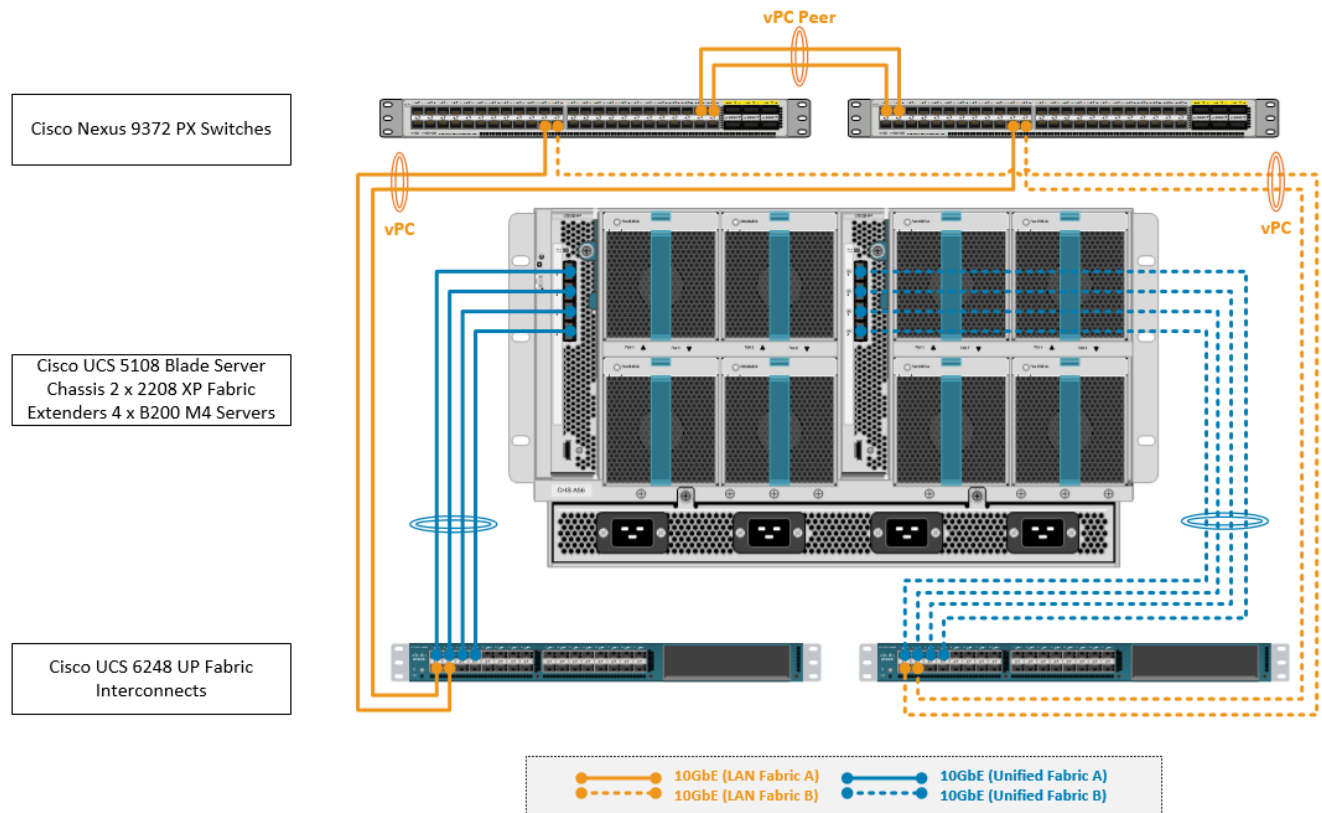 vPC Peer
Cisco Nexus 9372 PX Switches
vPC
vPC
Cisco UCS 5108 Blade Server
Chassis 2 x 2208 XP Fabric
Extenders 4 x B200 M4 Servers
Cisco UCS 6248 UP Fabric
Interconnects
10GbE (LAN Fabric A)
10GbE (Unified Fabric A)
10GbE (LAN Fabric B)
10GbE (Unified Fabric B)